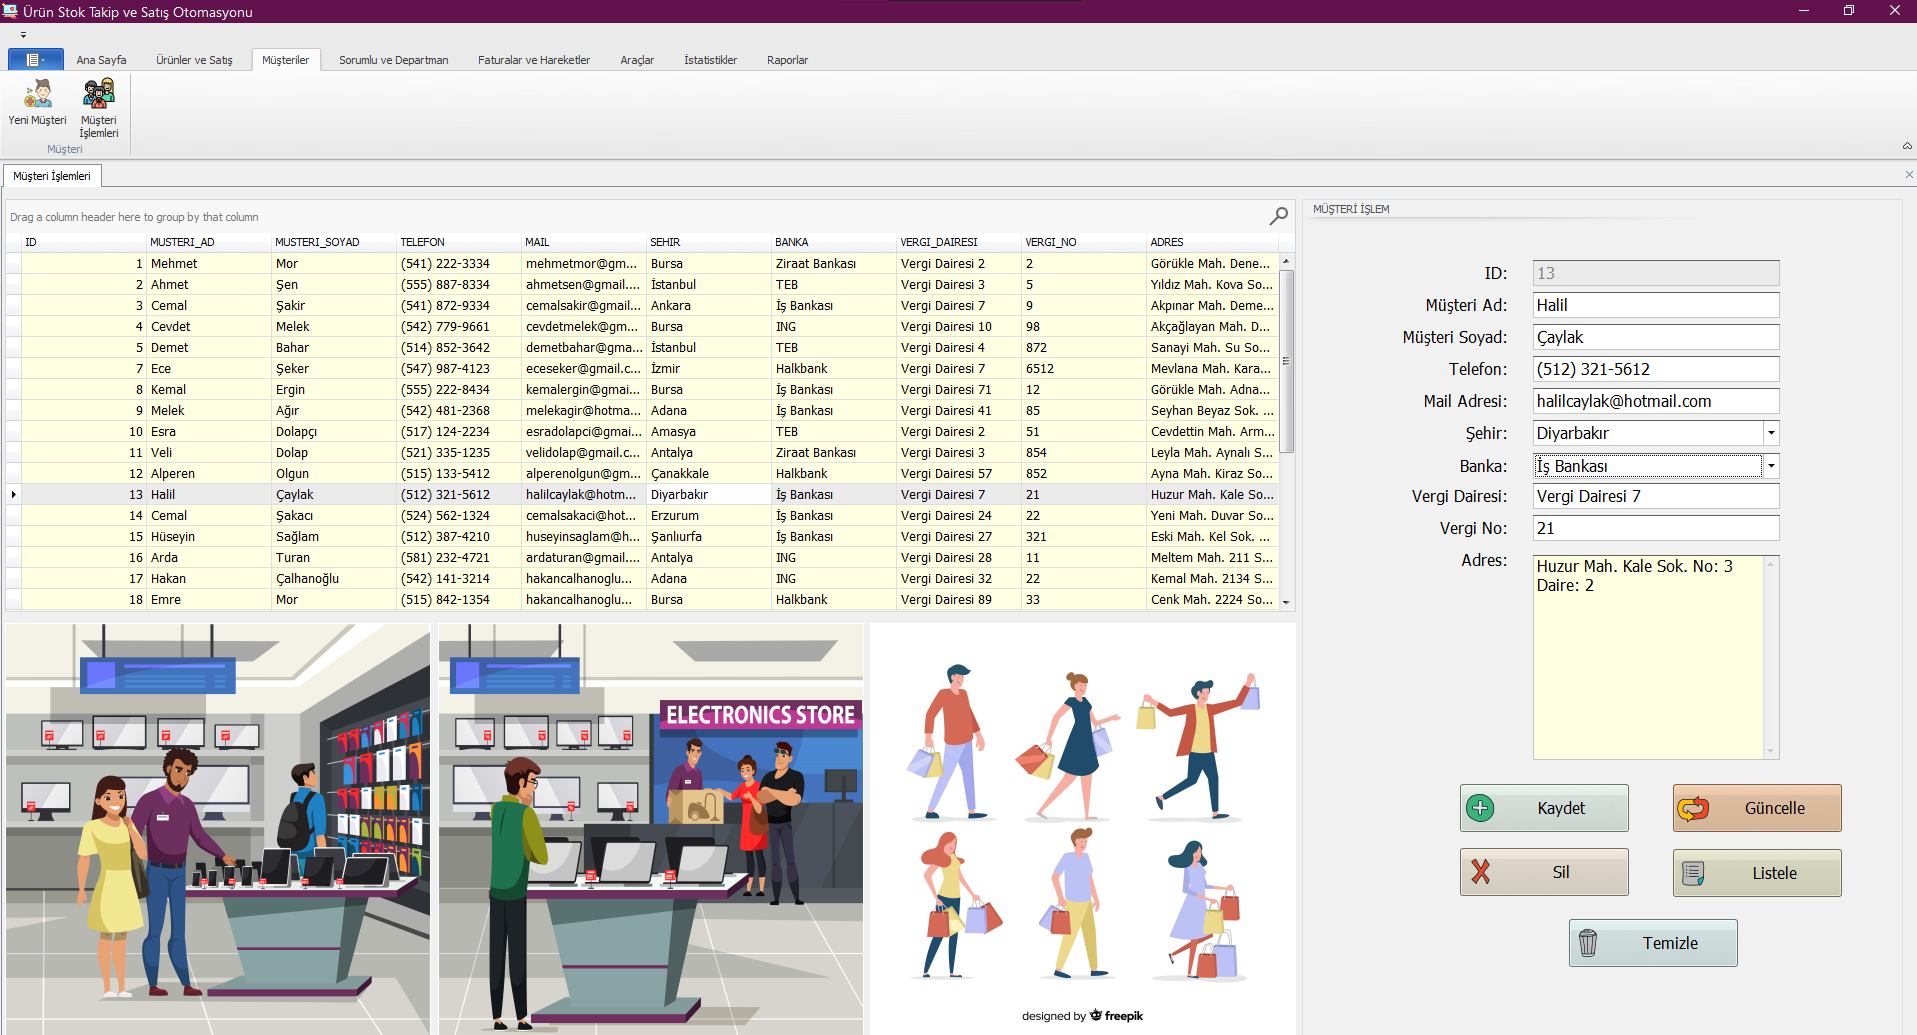 Ürün Stok Takip ve Satış Otomasyonu
Ana Sayfa Ürünler ve Satış Müşteriler Sorumlu ve Departman Faturalar ve Hareketler Araçlar İstatistikler Raporlar
Yeni Müşteri
Müşteri İşlemleri
Müşteri
Müşteri İşlemleri
Drag a column header here to group by that column
ID MUSTERI_AD MUSTERI_SOYAD TELEFON MAIL SEHIR BANKA VERGI_DAIRESI VERGI_NO ADRES
1 Mehmet Mor (541) 222-3334 mehmetmor@gm... Bursa Ziraat Bankası Vergi Dairesi 2 2 Görükle Mah. Dene...
2 Ahmet Şen (555) 887-8334 ahmetsen@gmail.... İstanbul TEB Vergi Dairesi 3 5 Yıldız Mah. Kova So...
3 Cemal Şakir (541) 872-9334 cemalsakir@gmail... Ankara İş Bankası Vergi Dairesi 7 9 Akpınar Mah. Deme...
4 Cevdet Melek (542) 779-9661 cevdetmelek@gm... Bursa ING Vergi Dairesi 10 98 Akçağlayan Mah. D...
5 Demet Bahar (514) 852-3642 demetbahar@gma... İstanbul TEB Vergi Dairesi 4 872 Sanayi Mah. Su So...
7 Ece Şeker (547) 987-4123 eceseker@gmail.c... İzmir Halkbank Vergi Dairesi 7 6512 Mevlana Mah. Kara...
8 Kemal Ergin (555) 222-8434 kemalergin@gmai... Bursa İş Bankası Vergi Dairesi 71 12 Görükle Mah. Adna...
9 Melek Ağır (542) 481-2368 melekagir@hotma... Adana İş Bankası Vergi Dairesi 41 85 Seyhan Beyaz Sok. ...
10 Esra Dolapçı (517) 124-2234 esradolapci@gmai... Amasya TEB Vergi Dairesi 2 51 Cevdettin Mah. Arm...
11 Veli Dolap (521) 335-1235 velidolap@gmail.c... Antalya Ziraat Bankası Vergi Dairesi 3 854 Leyla Mah. Aynalı S...
12 Alperen Olgun (515) 133-5412 alperenolgun@gm... Çanakkale Halkbank Vergi Dairesi 57 852 Ayna Mah. Kiraz So...
13 Halil Çaylak (512) 321-5612 halilcaylak@hotm... Diyarbakır İş Bankası Vergi Dairesi 7 21 Huzur Mah. Kale So...
14 Cemal Şakacı (524) 562-1324 cemalsakaci@hot... Erzurum İş Bankası Vergi Dairesi 24 22 Yeni Mah. Duvar So...
15 Hüseyin Sağlam (512) 387-4210 huseyinsaglam@h... Şanlıurfa İş Bankası Vergi Dairesi 27 321 Eski Mah. Kel Sok. ...
16 Arda Turan (581) 232-4721 ardaturan@gmail.... Antalya ING Vergi Dairesi 28 11 Meltem Mah. 211 S...
17 Hakan Çalhanoğlu (542) 141-3214 hakancalhanoglu... Adana ING Vergi Dairesi 32 22 Kemal Mah. 2134 S...
18 Emre Mor (515) 842-1354 hakancalhanoglu... Bursa Halkbank Vergi Dairesi 89 33 Cenk Mah. 2224 So...
ELECTRONICS STORE
designed by freepik
MÜŞTERİ İŞLEM
ID: 13
Müşteri Ad: Halil
Müşteri Soyad: Çaylak
Telefon: (512) 321-5612
Mail Adresi: halilcaylak@hotmail.com
Şehir: Diyarbakır
Banka: İş Bankası
Vergi Dairesi: Vergi Dairesi 7
Vergi No: 21
Adres: Huzur Mah. Kale Sok. No: 3
Daire: 2
Kaydet Güncelle
Sil Listele
Temizle